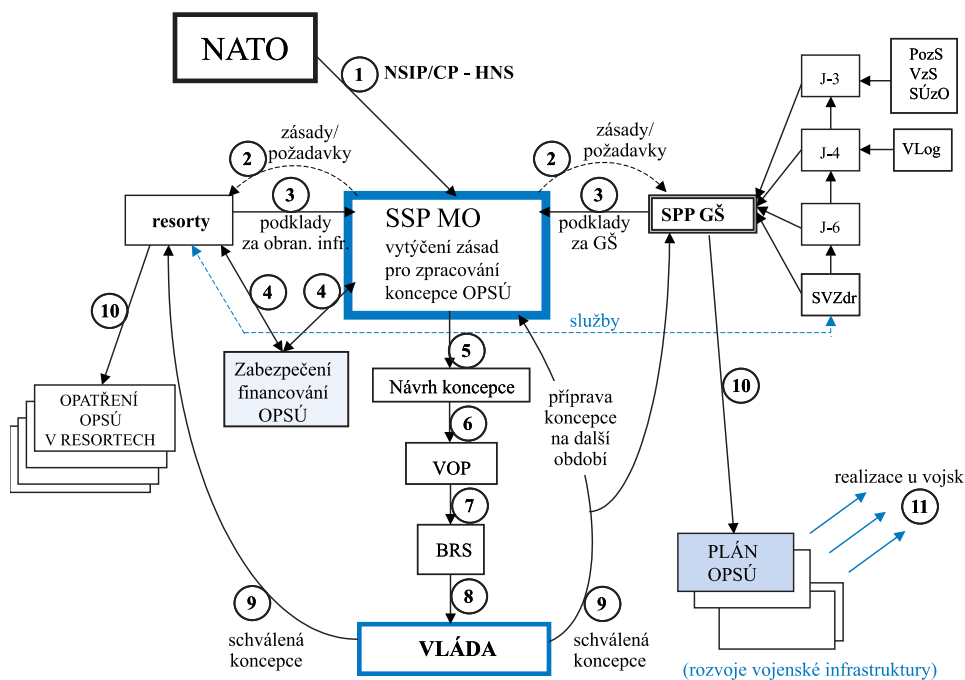 NATO
1
NSIP/CP - HNS
PozS
VzS
SÚzO
J-3
zásady/
požadavky
2
zásady/
požadavky
2
J-4
VLog
3
resorty
podklady
za obran. infr.
SSP MO
vytýčení zásad
pro zpracování
koncepce OPSÚ
3
podklady
za GŠ
SPP GŠ
J-6
4
4
SVZdr
služby
10
5
Zabezpečení
financování
OPSÚ
Návrh koncepce
příprava
koncepce
na další
období
10
OPATŘENÍ
OPSÚ
V RESORTECH
6
VOP
7
realizace u vojsk
11
BRS
PLÁN
OPSÚ
8
9
schválená
koncepce
VLÁDA
9
schválená
koncepce
(rozvoje vojenské infrastruktury)